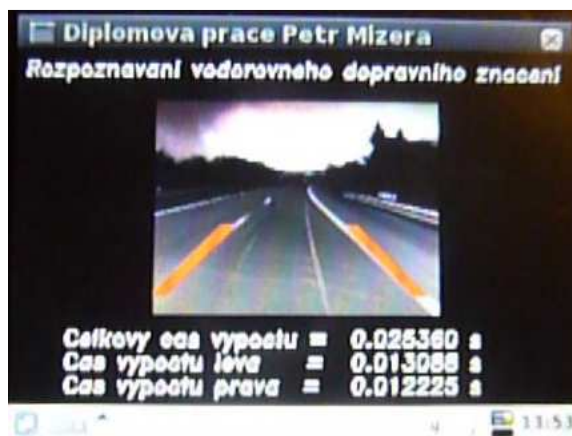 Diplomova prace Petr Mizera
Rozpoznavani vodorovneho dopravniho znaceni
Celkovy cas vypoctu = 0.025360 s
Cas vypoctu leva = 0.013088 s
Cas vypoctu prava = 0.012225 s
11:53